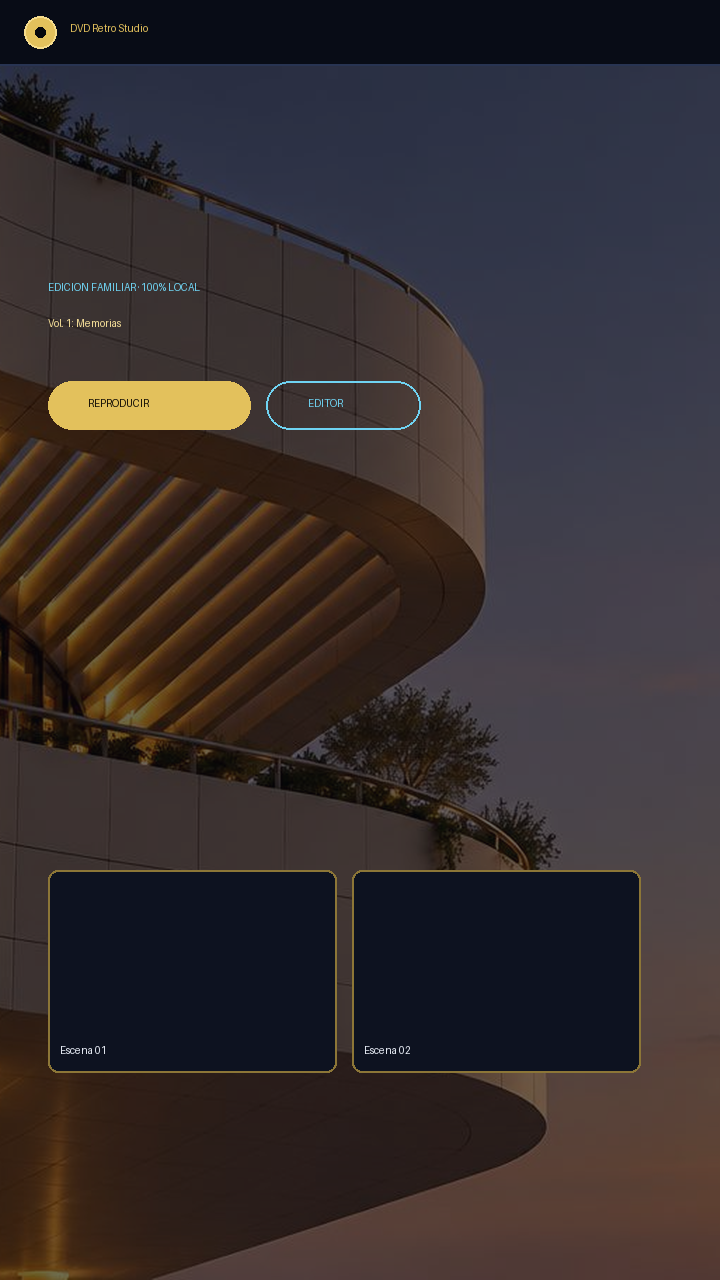 DVD Retro Studio
EDICION FAMILIAR · 100% LOCAL
Vol. 1: Memorias
REPRODUCIR
EDITOR
Escena 01
Escena 02